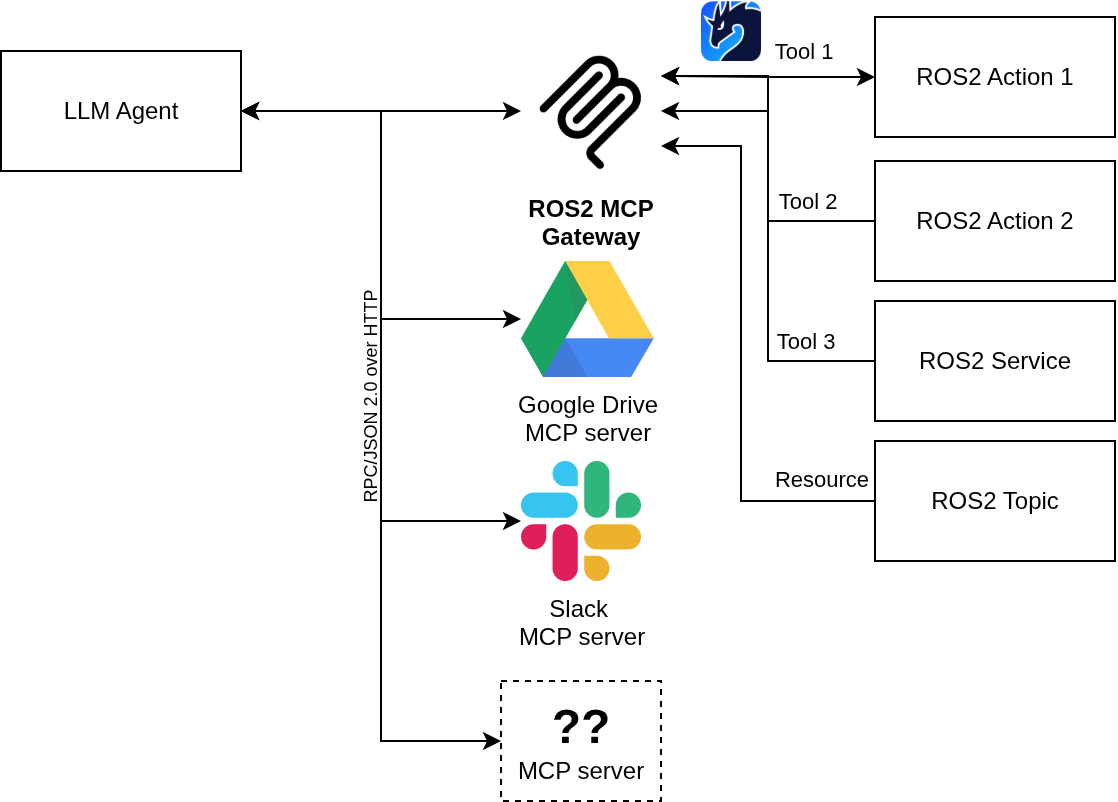 LLM Agent
Tool 1
ROS2 Action 1
ROS2 MCP
Gateway
Tool 2
ROS2 Action 2
RPC/JSON 2.0 over HTTP
Google Drive
MCP server
Tool 3
ROS2 Service
Resource
ROS2 Topic
Slack
MCP server
??
MCP server